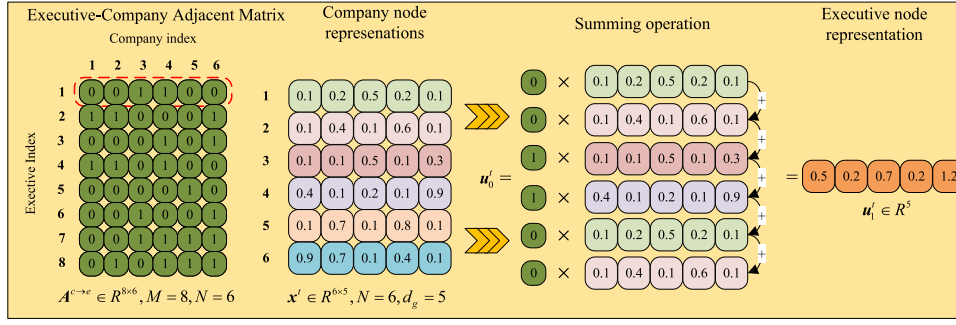 Executive-Company Adjacent Matrix
Company index
1 2 3 4 5 6
Exective Index
1 0 0 1 1 0 0
2 1 1 0 0 0 1
3 0 0 0 1 0 1
4 1 1 0 1 0 0
5 0 0 0 0 1 0
6 0 0 1 0 0 1
7 0 0 1 1 1 1
8 0 1 0 1 1 1
A^{c→e} ∈ R^{8×6}, M = 8, N = 6
Company node
represenations
1 0.1 0.2 0.5 0.2 0.1
2 0.1 0.4 0.1 0.6 0.1
3 0.1 0.1 0.5 0.1 0.3
4 0.4 0.1 0.2 0.1 0.9
5 0.1 0.7 0.1 0.8 0.1
6 0.9 0.7 0.1 0.4 0.1
x^t ∈ R^{6×5}, N = 6, d_g = 5
Summing operation
u_0^t =
0 × 0.1 0.2 0.5 0.2 0.1
+
0 × 0.1 0.4 0.1 0.6 0.1
+
1 × 0.1 0.1 0.5 0.1 0.3
+
1 × 0.4 0.1 0.2 0.1 0.9
+
0 × 0.1 0.2 0.5 0.2 0.1
+
0 × 0.1 0.4 0.1 0.6 0.1
Executive node
representation
= 0.5 0.2 0.7 0.2 1.2
u_1^t ∈ R^5